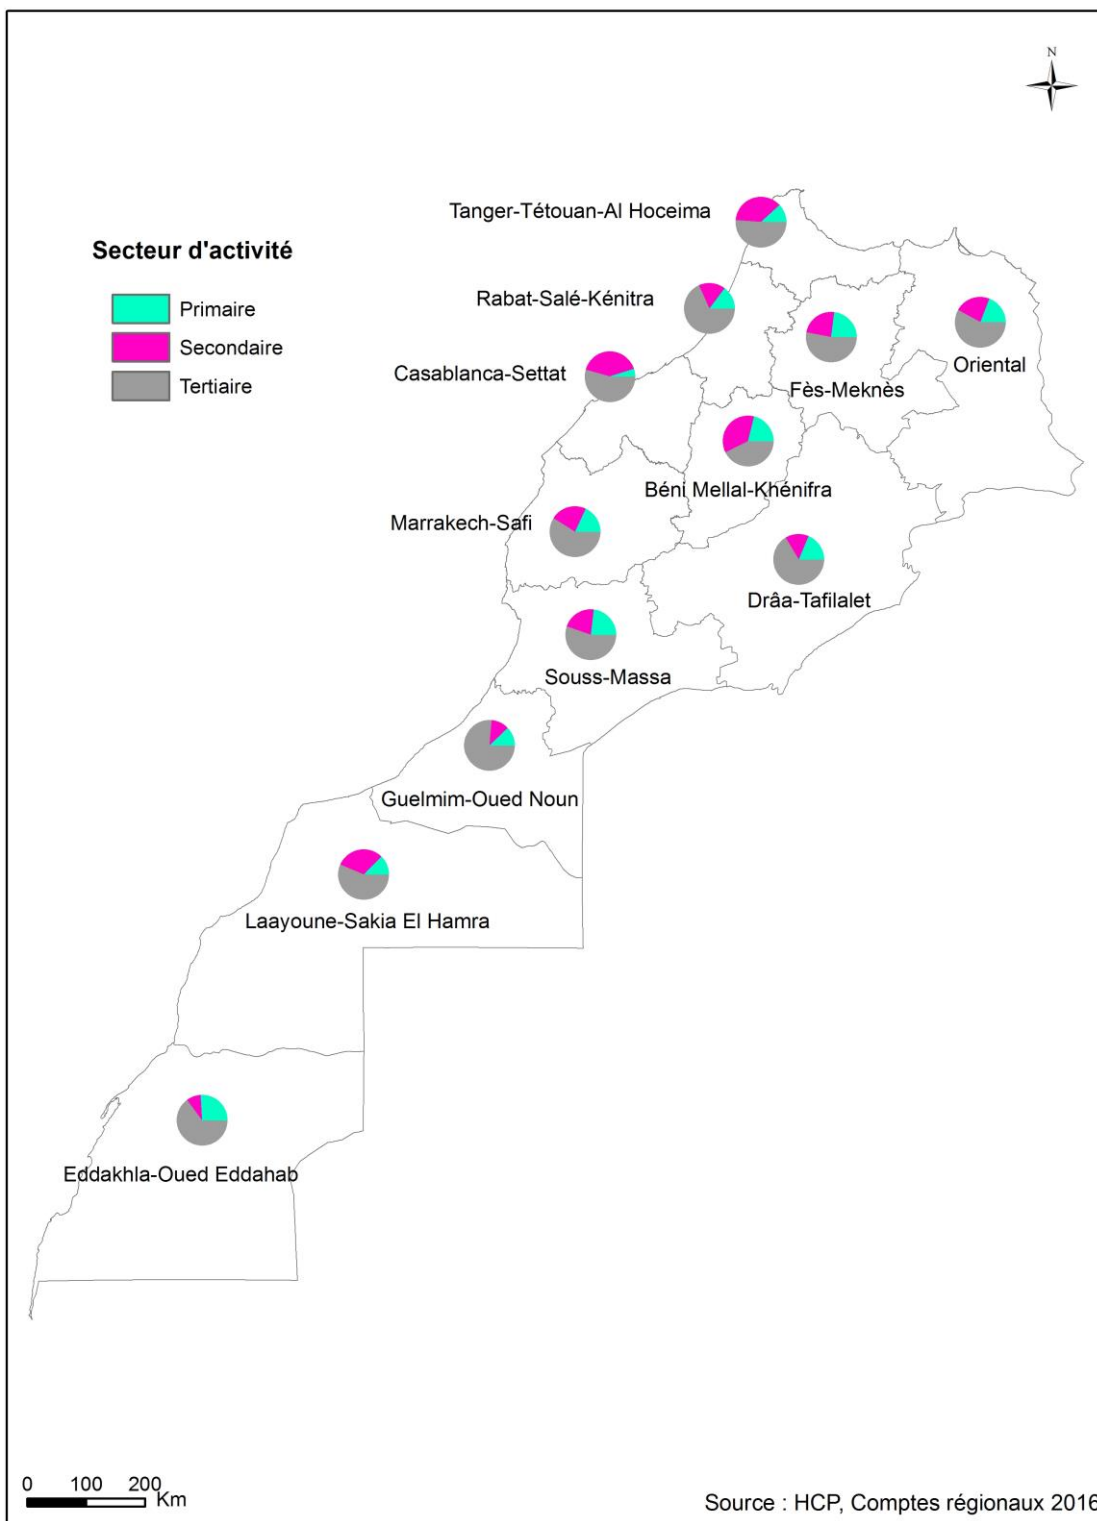 N
Tanger-Tétouan-Al Hoceima
Secteur d'activité
Primaire
Secondaire
Tertiaire
Rabat-Salé-Kénitra
Casablanca-Settat
Fès-Meknès
Oriental
Béni Mellal-Khénifra
Marrakech-Safi
Drâa-Tafilalet
Souss-Massa
Guelmim-Oued Noun
Laayoune-Sakia El Hamra
Eddakhla-Oued Eddahab
0 100 200
Km
Source : HCP, Comptes régionaux 2016